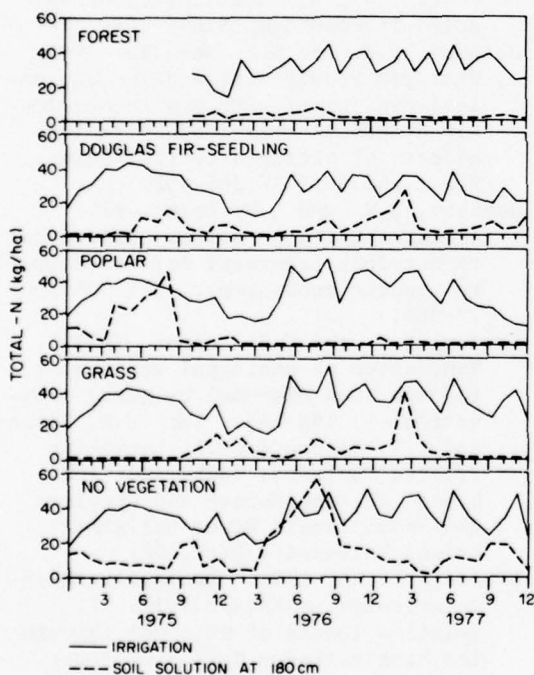 60
FOREST
40
20
0
60
DOUGLAS FIR-SEEDLING
40
20
0
60
POPLAR
40
20
0
60
GRASS
40
20
0
60
NO VEGETATION
40
20
0
TOTAL-N (kg/ha)
3 6 9 12 3 6 9 12 3 6 9 12
1975 1976 1977
IRRIGATION
SOIL SOLUTION AT 180cm